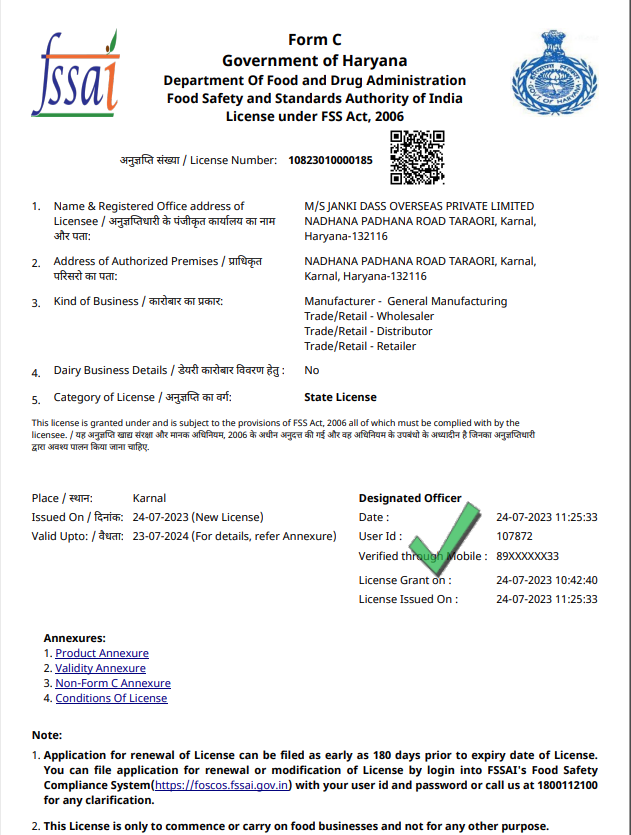 fssai
Form C
Government of Haryana
Department Of Food and Drug Administration
Food Safety and Standards Authority of India
License under FSS Act, 2006
GOVT. OF HARYANA
अनुज्ञप्ति संख्या / License Number: 10823010000185
1. Name & Registered Office address of
Licensee / अनुज्ञप्तिधारी के पंजीकृत कार्यालय का नाम
और पता:
M/S JANKI DASS OVERSEAS PRIVATE LIMITED
NADHANA PADHANA ROAD TARAORI, Karnal,
Haryana-132116
2. Address of Authorized Premises / प्राधिकृत
परिसरो का पता:
NADHANA PADHANA ROAD TARAORI, Karnal,
Karnal, Haryana-132116
3. Kind of Business / कारोबार का प्रकार:
Manufacturer - General Manufacturing
Trade/Retail - Wholesaler
Trade/Retail - Distributor
Trade/Retail - Retailer
4. Dairy Business Details / डेयरी कारोबार विवरण हेतु : No
5. Category of License / अनुज्ञप्ति का वर्ग: State License
This license is granted under and is subject to the provisions of FSS Act, 2006 all of which must be complied with by the
licensee. / यह अनुज्ञप्ति खाद्य संरक्षा और मानक अधिनियम, 2006 के अधीन अनुदत्त की गई और वह अधिनियम के उपबंधो के अध्यादीन है जिनका अनुज्ञप्तिधारी
द्वारा अवश्य पालन किया जाना चाहिए.
Place / स्थान: Karnal
Issued On / दिनांक: 24-07-2023 (New License)
Valid Upto: / वैधता: 23-07-2024 (For details, refer Annexure)
Designated Officer
Date : 24-07-2023 11:25:33
User Id : 107872
Verified through Mobile : 89XXXXXX33
License Grant on : 24-07-2023 10:42:40
License Issued On : 24-07-2023 11:25:33
Annexures:
1. Product Annexure
2. Validity Annexure
3. Non-Form C Annexure
4. Conditions Of License
Note:
1. Application for renewal of License can be filed as early as 180 days prior to expiry date of License.
You can file application for renewal or modification of License by login into FSSAI's Food Safety
Compliance System(https://foscos.fssai.gov.in) with your user id and password or call us at 1800112100
for any clarification.
2. This License is only to commence or carry on food businesses and not for any other purpose.